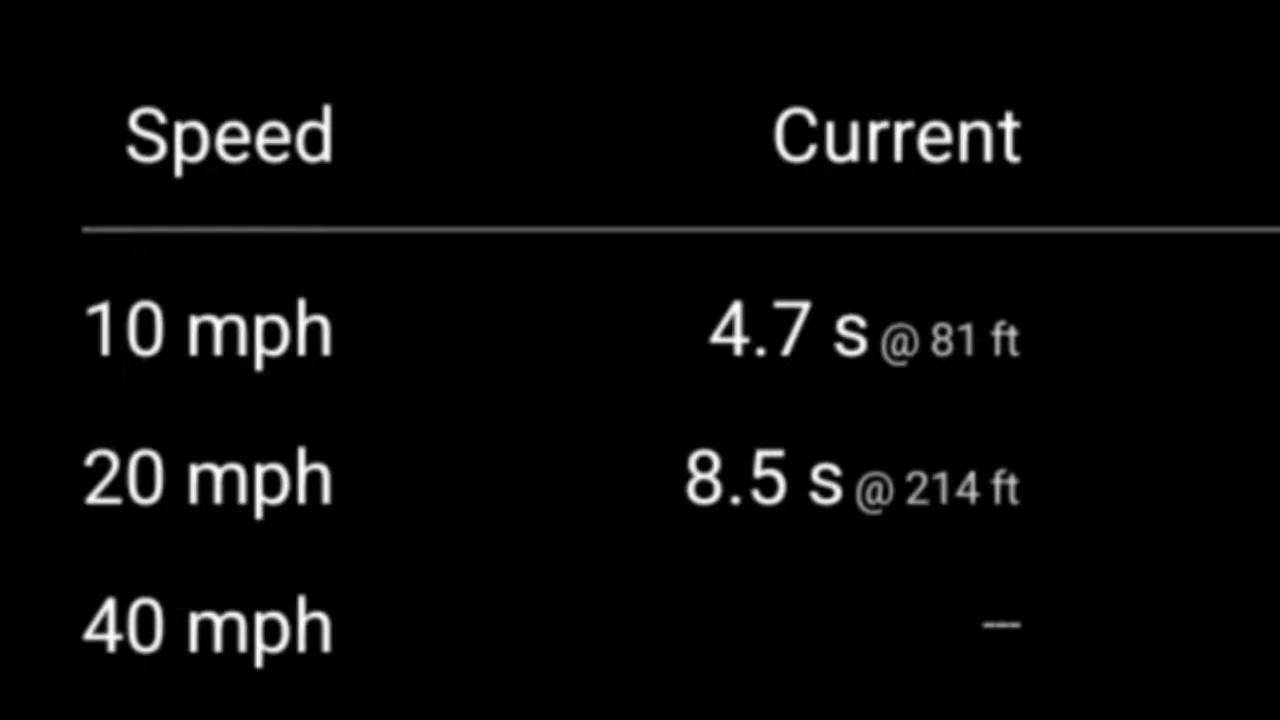 Speed Current
10 mph 4.7 s @ 81 ft
20 mph 8.5 s @ 214 ft
40 mph ---